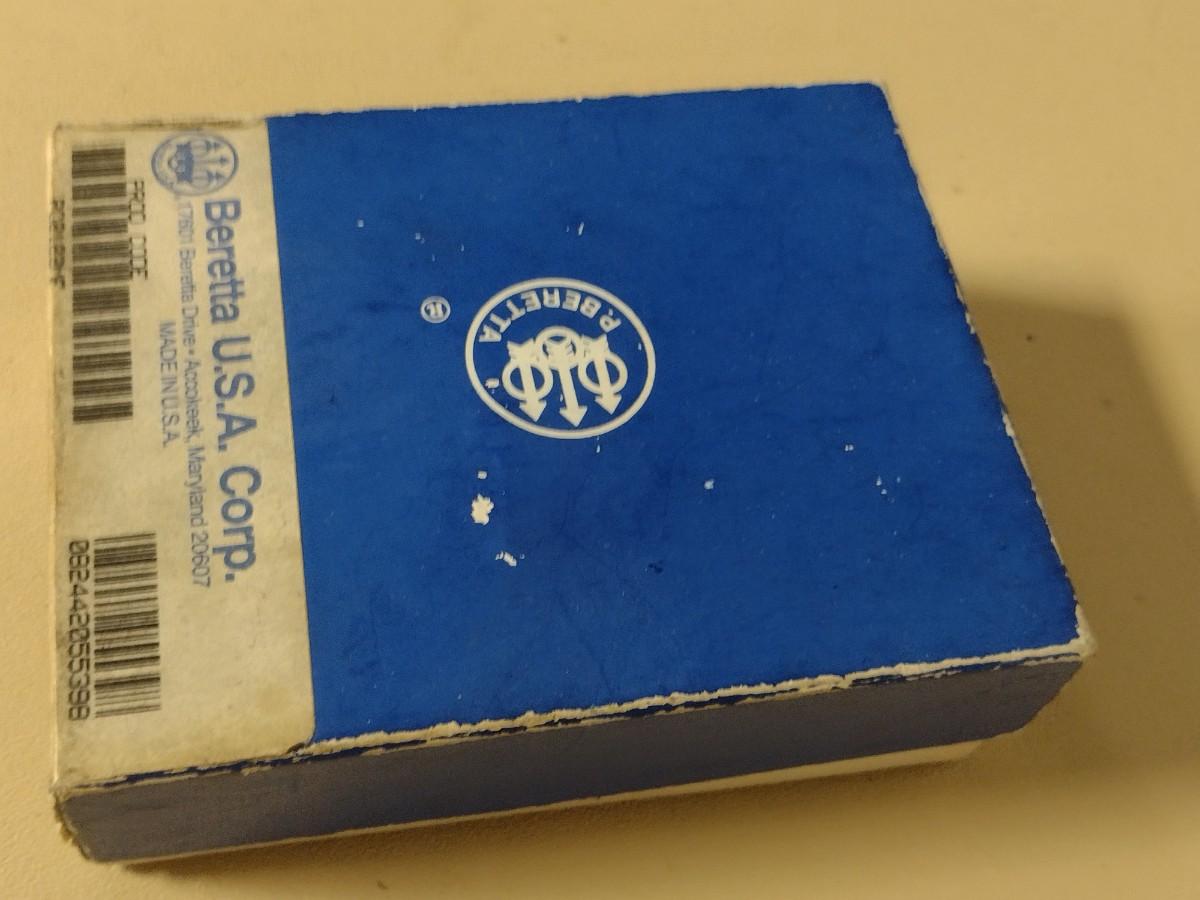 Beretta U.S.A. Corp.
17601 Beretta Drive • Accokeek, Maryland 20607
MADE IN U.S.A.
PROD CODE
082442055398
P.BERETTA
R